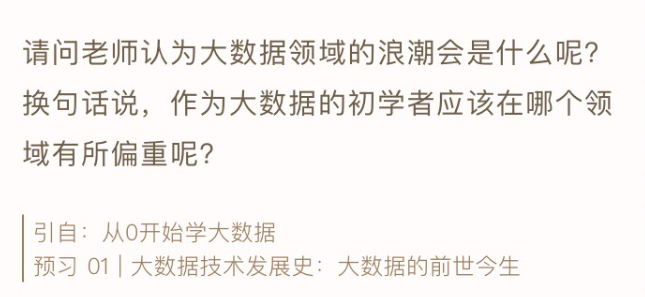 请问老师认为大数据领域的浪潮会是什么呢？
换句话说，作为大数据的初学者应该在哪个领
域有所偏重呢？
引自：从0开始学大数据
预习 01 | 大数据技术发展史：大数据的前世今生